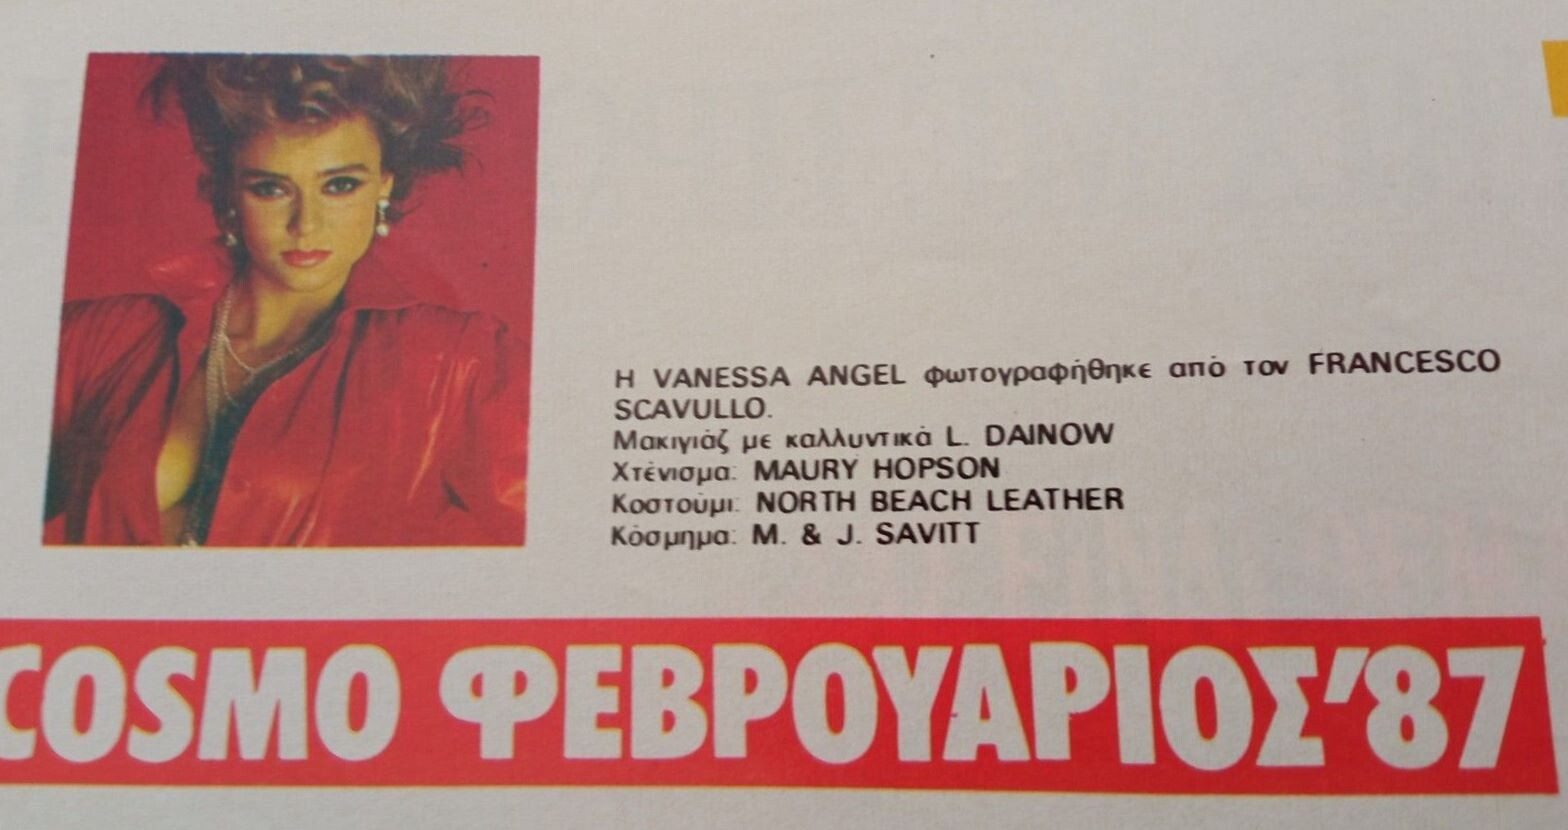 Η VANESSA ANGEL φωτογραφήθηκε από τον FRANCESCO
SCAVULLO.
Μακιγιάζ με καλλυντικά L. DAINOW
Χτένισμα: MAURY HOPSON
Κοστούμι: NORTH BEACH LEATHER
Κόσμημα: M. & J. SAVITT
COSMO ΦΕΒΡΟΥΑΡΙΟΣ '87